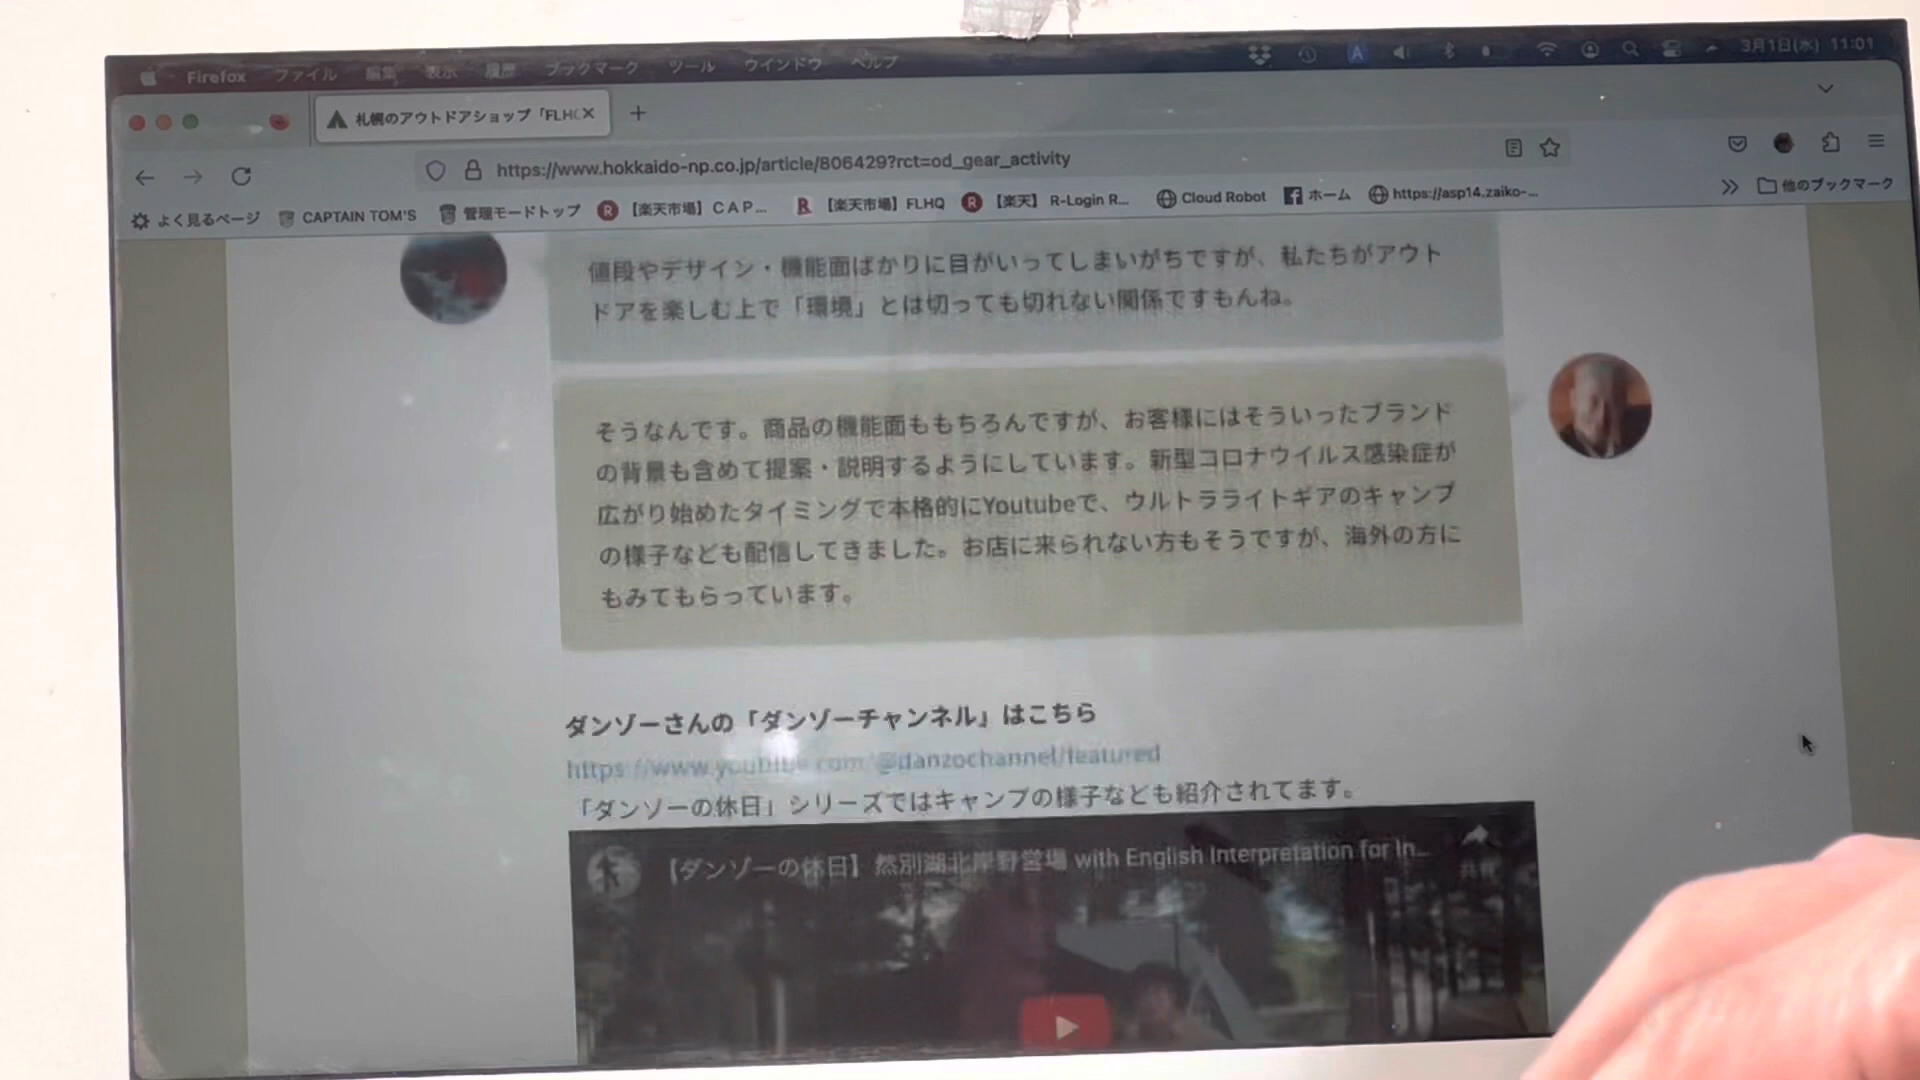 Firefox ファイル 編集 表示 履歴 ブックマーク ツール ウインドウ ヘルプ A 3月1日(水) 11:01
札幌のアウトドアショップ「FLHC
https://www.hokkaido-np.co.jp/article/806429?rct=od_gear_activity
よく見るページ CAPTAIN TOM'S 管理モードトップ 【楽天市場】CAP... 【楽天市場】FLHQ 【楽天】 R-Login R... Cloud Robot ホーム https://asp14.zaiko-... 他のブックマーク
値段やデザイン・機能面ばかりに目がいってしまいがちですが、私たちがアウト
ドアを楽しむ上で「環境」とは切っても切れない関係ですもんね。
そうなんです。商品の機能面ももちろんですが、お客様にはそういったブランド
の背景も含めて提案・説明するようにしています。新型コロナウイルス感染症が
広がり始めたタイミングで本格的にYoutubeで、ウルトラライトギアのキャンプ
の様子なども配信してきました。お店に来られない方もそうですが、海外の方に
もみてもらっています。
ダンゾーさんの「ダンゾーチャンネル」はこちら
https://www.youtube.com/@danzochannel/featured
「ダンゾーの休日」シリーズではキャンプの様子なども紹介されてます。
【ダンゾーの休日】然別湖北岸野営場 with English Interpretation for In...
共有